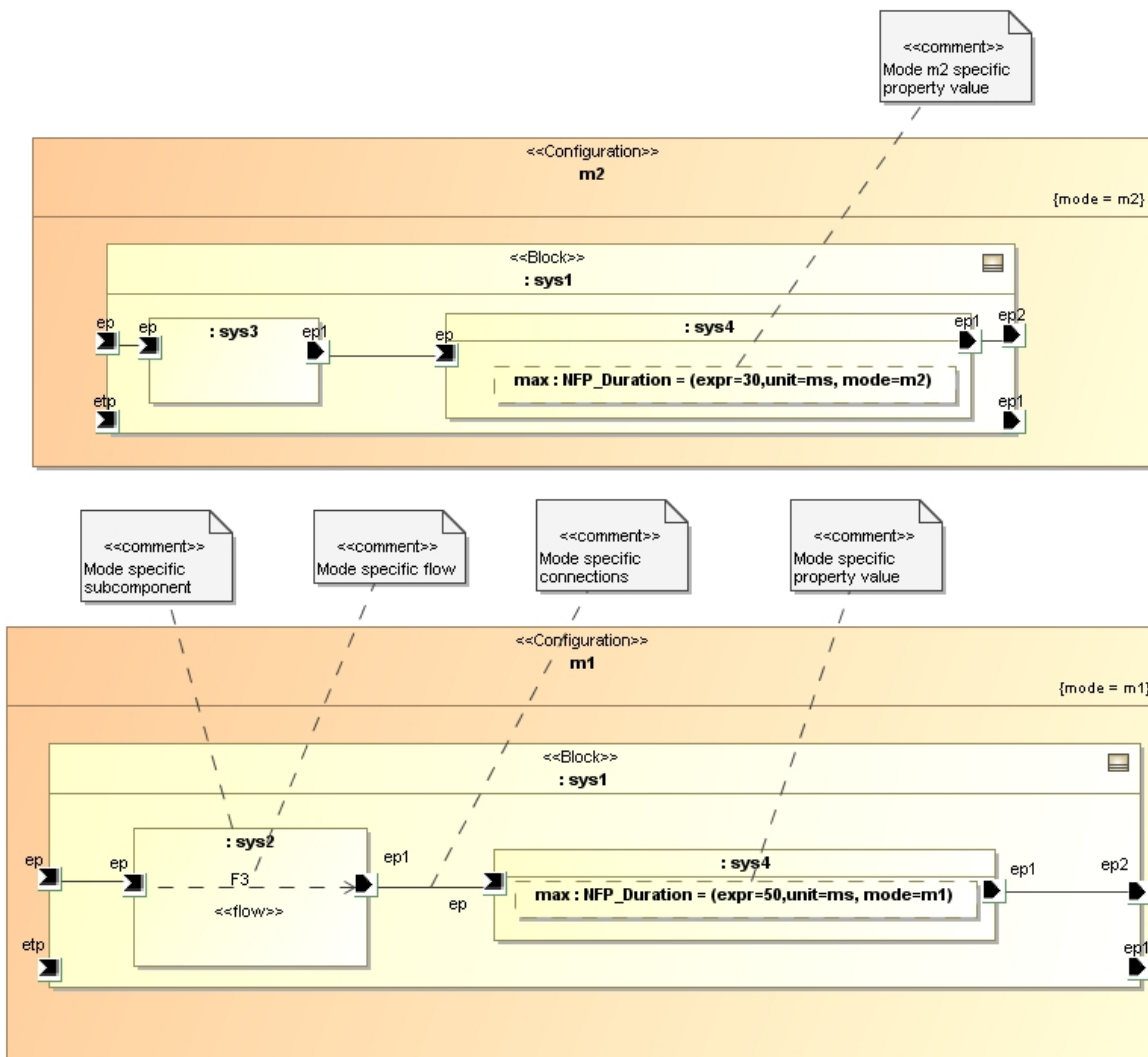 <<comment>>
Mode m2 specific
property value
<<Configuration>>
m2
{mode = m2}
<<Block>>
: sys1
ep
ep
: sys3
ep1
ep
: sys4
ep1
ep2
max : NFP_Duration = (expr=30,unit=ms, mode=m2)
etp
ep1
<<comment>>
Mode specific
subcomponent
<<comment>>
Mode specific flow
<<comment>>
Mode specific
connections
<<comment>>
Mode specific
property value
<<Configuration>>
m1
{mode = m1}
<<Block>>
: sys1
ep
ep
: sys2
F3
<<flow>>
ep1
ep
: sys4
max : NFP_Duration = (expr=50,unit=ms, mode=m1)
ep1
ep2
etp
ep1